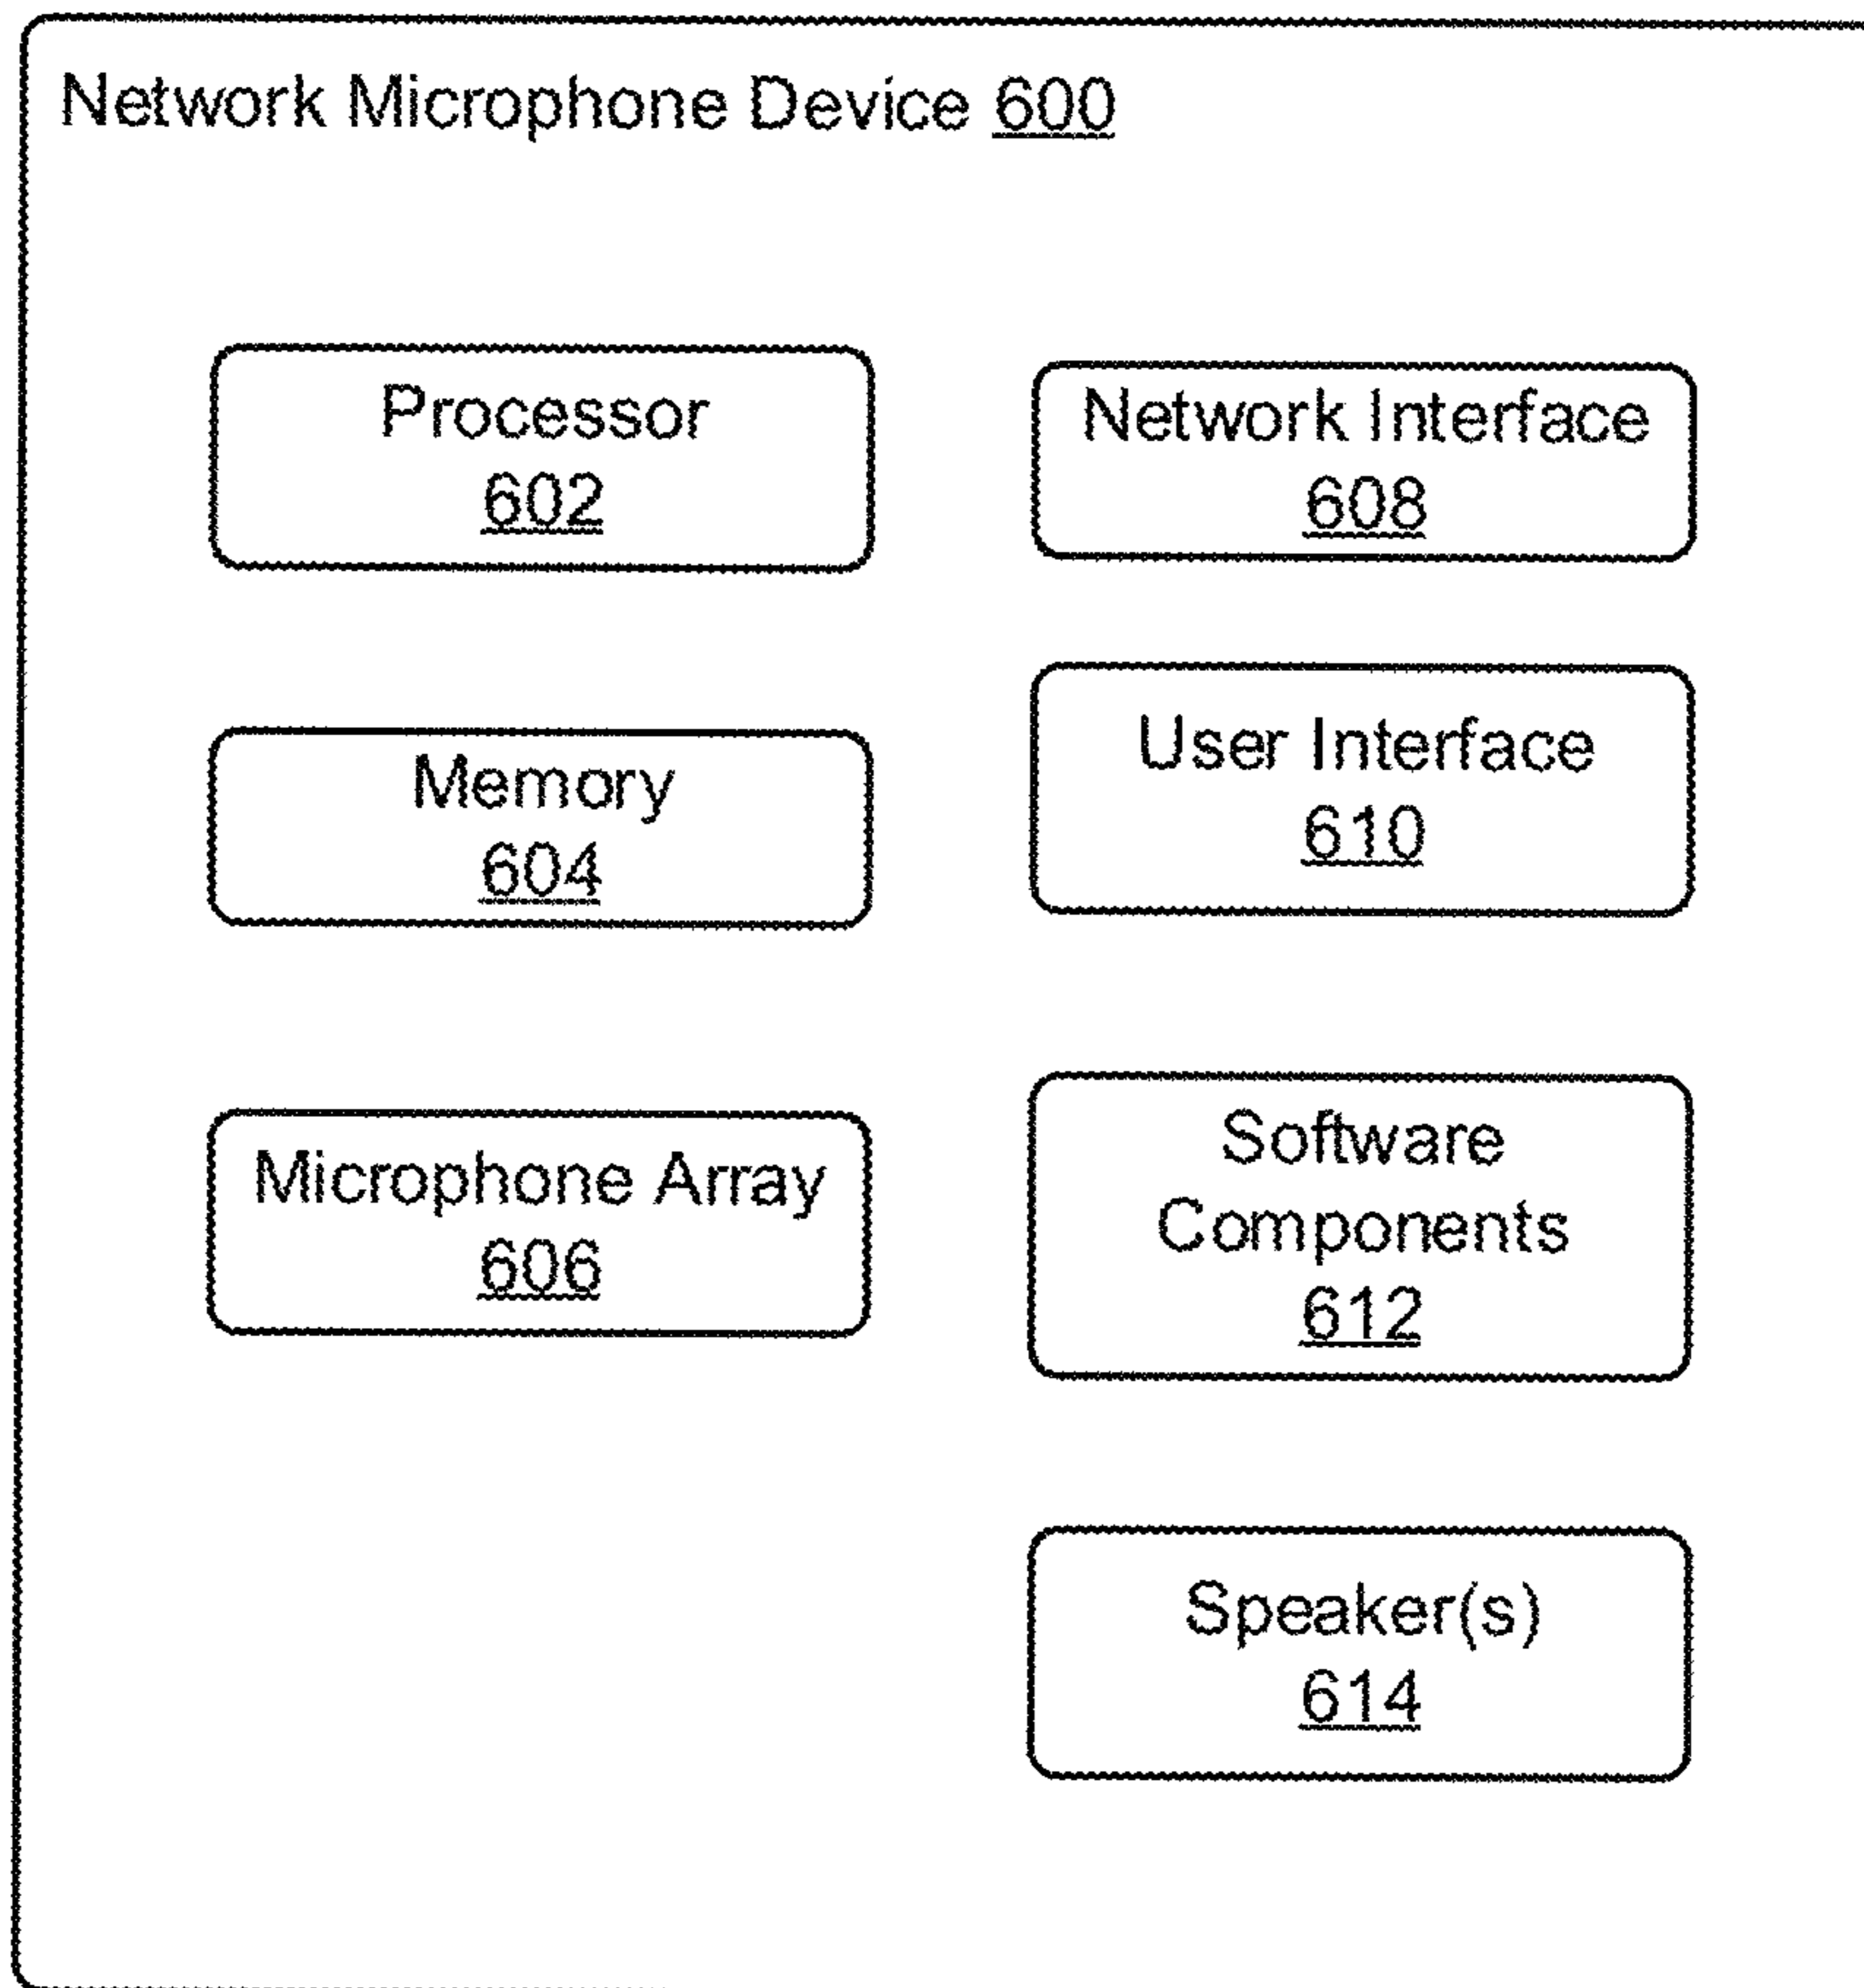 Network Microphone Device 600
Processor
602
Network Interface
608
Memory
604
User Interface
610
Microphone Array
606
Software
Components
612
Speaker(s)
614